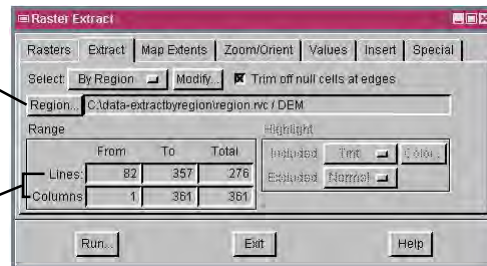 Raster Extract
Rasters Extract Map Extents Zoom/Orient Values Insert Special
Select: By Region Modify... Trim off null cells at edges
Region... C:\data-extractbyregion\region.rvc / DEM
Range Highlight
From To Total Included Tint Color...
Lines: 82 357 276 Excluded Normal
Columns 1 361 361
Run... Exit Help